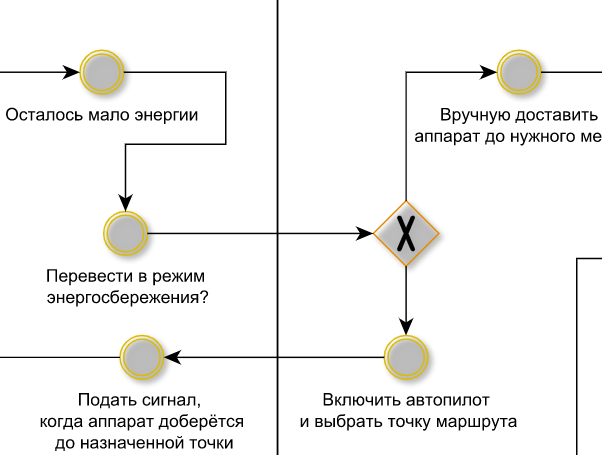 Осталось мало энергии
Вручную доставить
аппарат до нужного ме
X
Перевести в режим
энергосбережения?
Подать сигнал,
когда аппарат доберётся
до назначенной точки
Включить автопилот
и выбрать точку маршрута